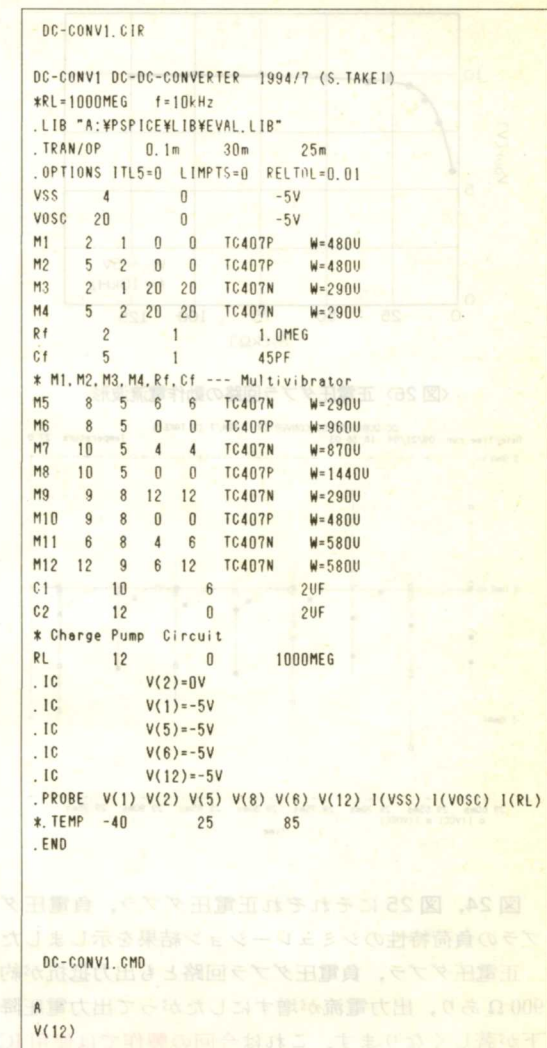 DC-CONV1.CIR
DC-CONV1 DC-DC-CONVERTER 1994/7 (S.TAKEI)
*RL=1000MEG f=10kHz
.LIB "A:¥PSPICE¥LIB¥EVAL.LIB"
.TRAN/OP 0.1m 30m 25m
.OPTIONS ITL5=0 LIMPTS=0 RELTOL=0.01
VSS 4 0 -5V
VOSC 20 0 -5V
M1 2 1 0 0 TC407P W=480U
M2 5 2 0 0 TC407P W=480U
M3 2 1 20 20 TC407N W=290U
M4 5 2 20 20 TC407N W=290U
Rf 2 1 1.0MEG
Cf 5 1 45PF
* M1,M2,M3,M4,Rf,Cf --- Multivibrator
M5 8 5 6 6 TC407N W=290U
M6 8 5 0 0 TC407P W=960U
M7 10 5 4 4 TC407N W=870U
M8 10 5 0 0 TC407P W=1440U
M9 9 8 12 12 TC407N W=290U
M10 9 8 0 0 TC407P W=480U
M11 6 8 4 6 TC407N W=580U
M12 12 9 6 12 TC407N W=580U
C1 10 6 2UF
C2 12 0 2UF
* Charge Pump Circuit
RL 12 0 1000MEG
.IC V(2)=0V
.IC V(1)=-5V
.IC V(5)=-5V
.IC V(6)=-5V
.IC V(12)=-5V
.PROBE V(1) V(2) V(5) V(8) V(6) V(12) I(VSS) I(VOSC) I(RL)
*.TEMP -40 25 85
.END
DC-CONV1.CMD
A
V(12)